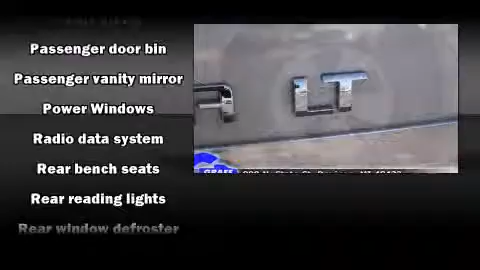 Passenger door bin
Passenger vanity mirror
Power Windows
Radio data system
Rear bench seats
Rear reading lights
Rear window defroster
LT
GRAFF